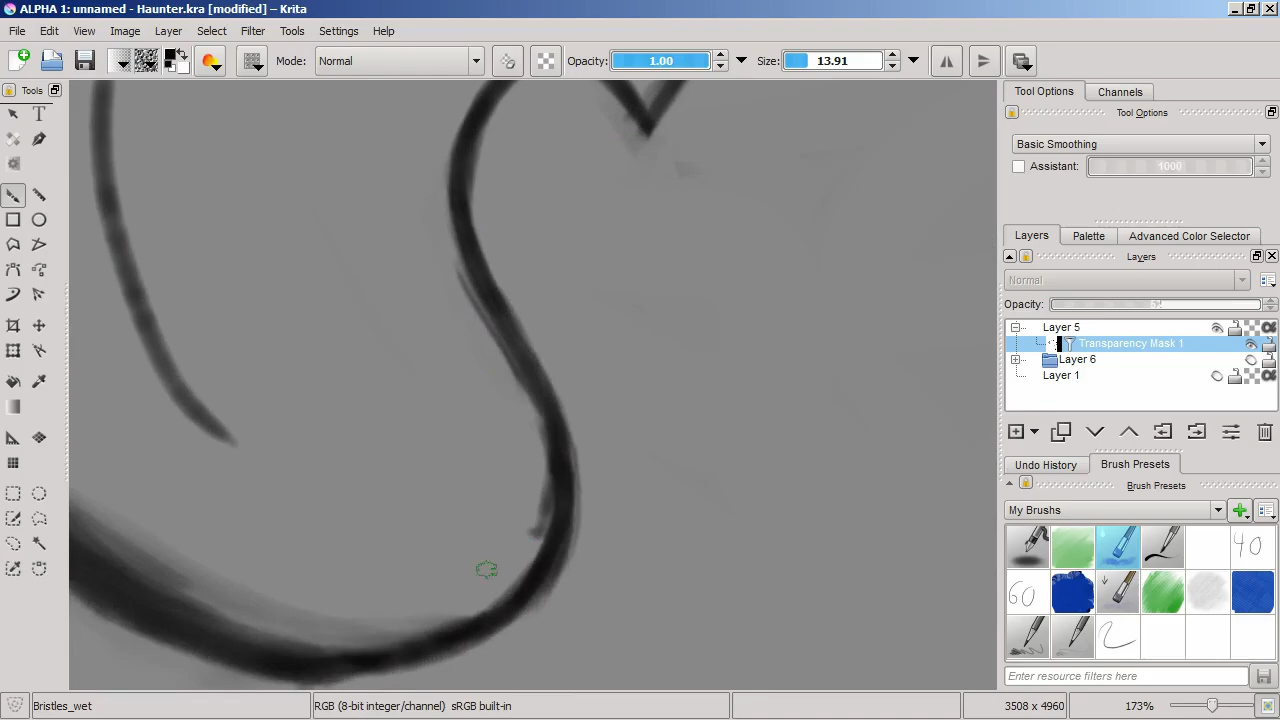 ALPHA 1: unnamed - Haunter.kra [modified] – Krita
File Edit View Image Layer Select Filter Tools Settings Help
Mode: Normal Opacity: 1.00 Size: 13.91
Tools
Tool Options Channels
Tool Options
Basic Smoothing
Assistant: 1000
Layers Palette Advanced Color Selector
Layers
Normal
Opacity:
Layer 5
Transparency Mask 1
Layer 6
Layer 1
Undo History Brush Presets
Brush Presets
My Brushes
40
60
Enter resource filters here
Bristles_wet RGB (8-bit integer/channel) sRGB built-in 3508 x 4960 173%